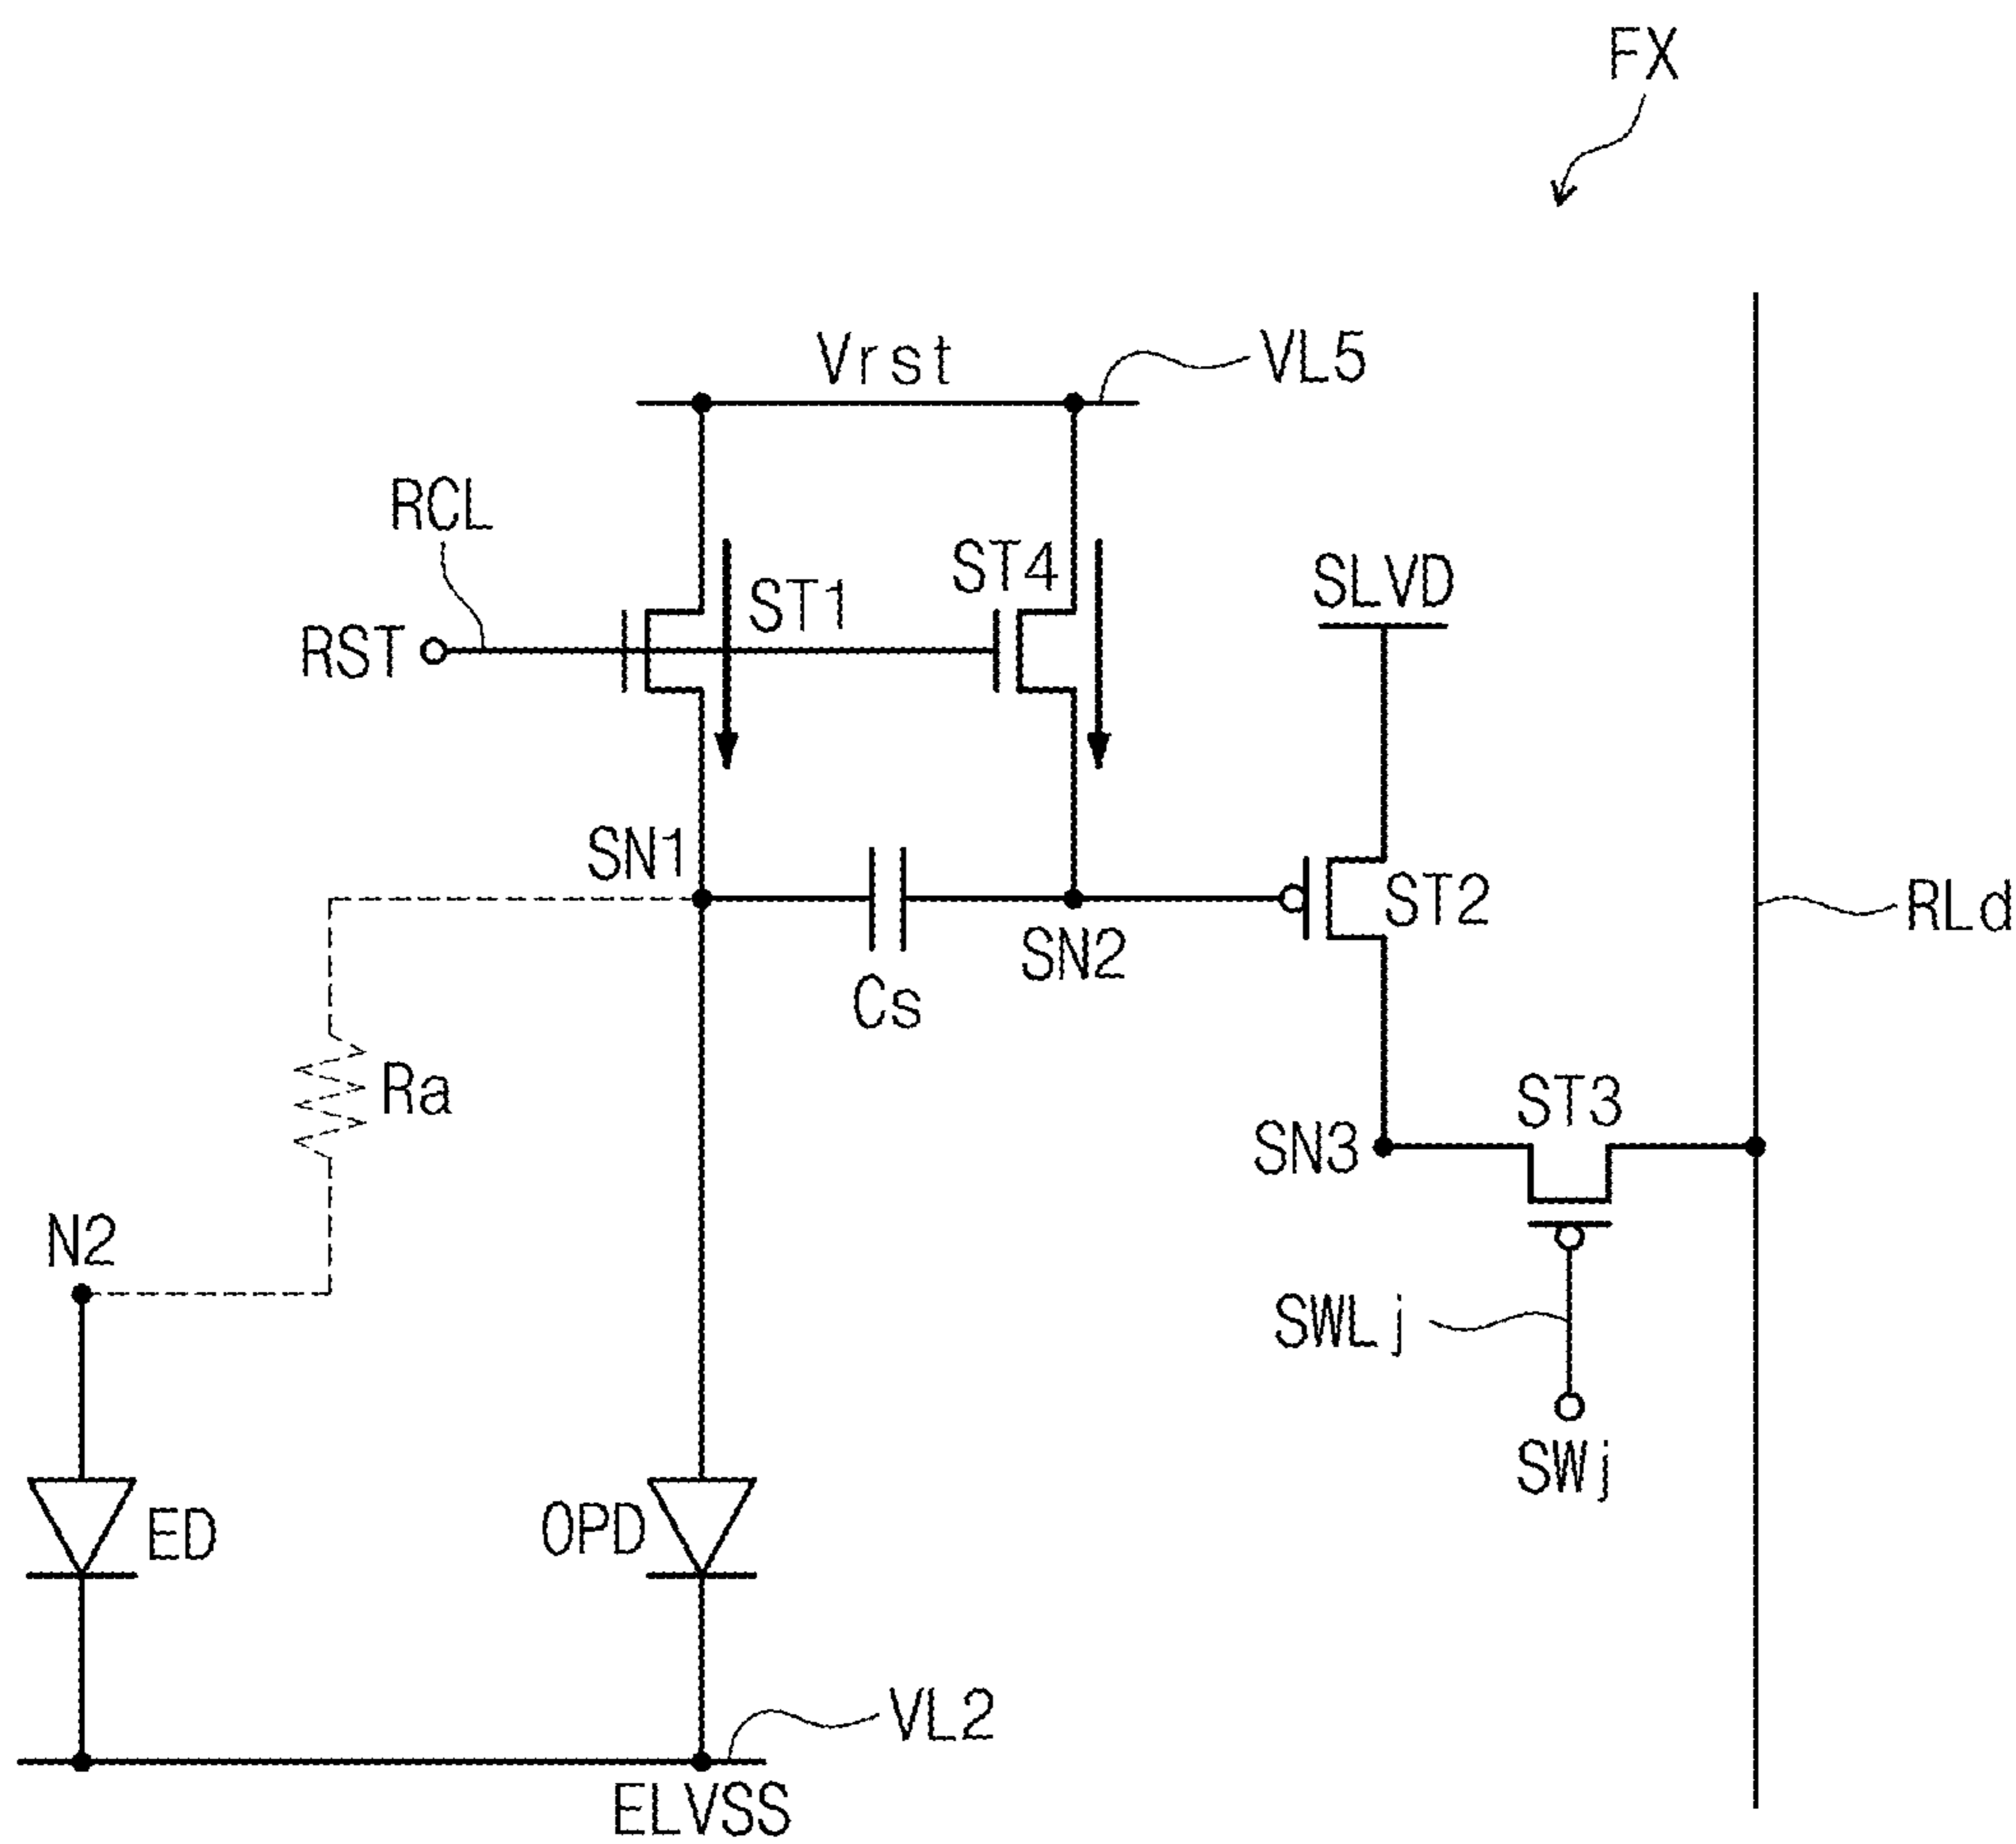 FX
Vrst
VL5
RCL
ST4
SLVD
ST1
RST
SN1
ST2
RLd
SN2
Cs
Ra
ST3
SN3
N2
SWLj
SWj
ED
OPD
VL2
ELVSS